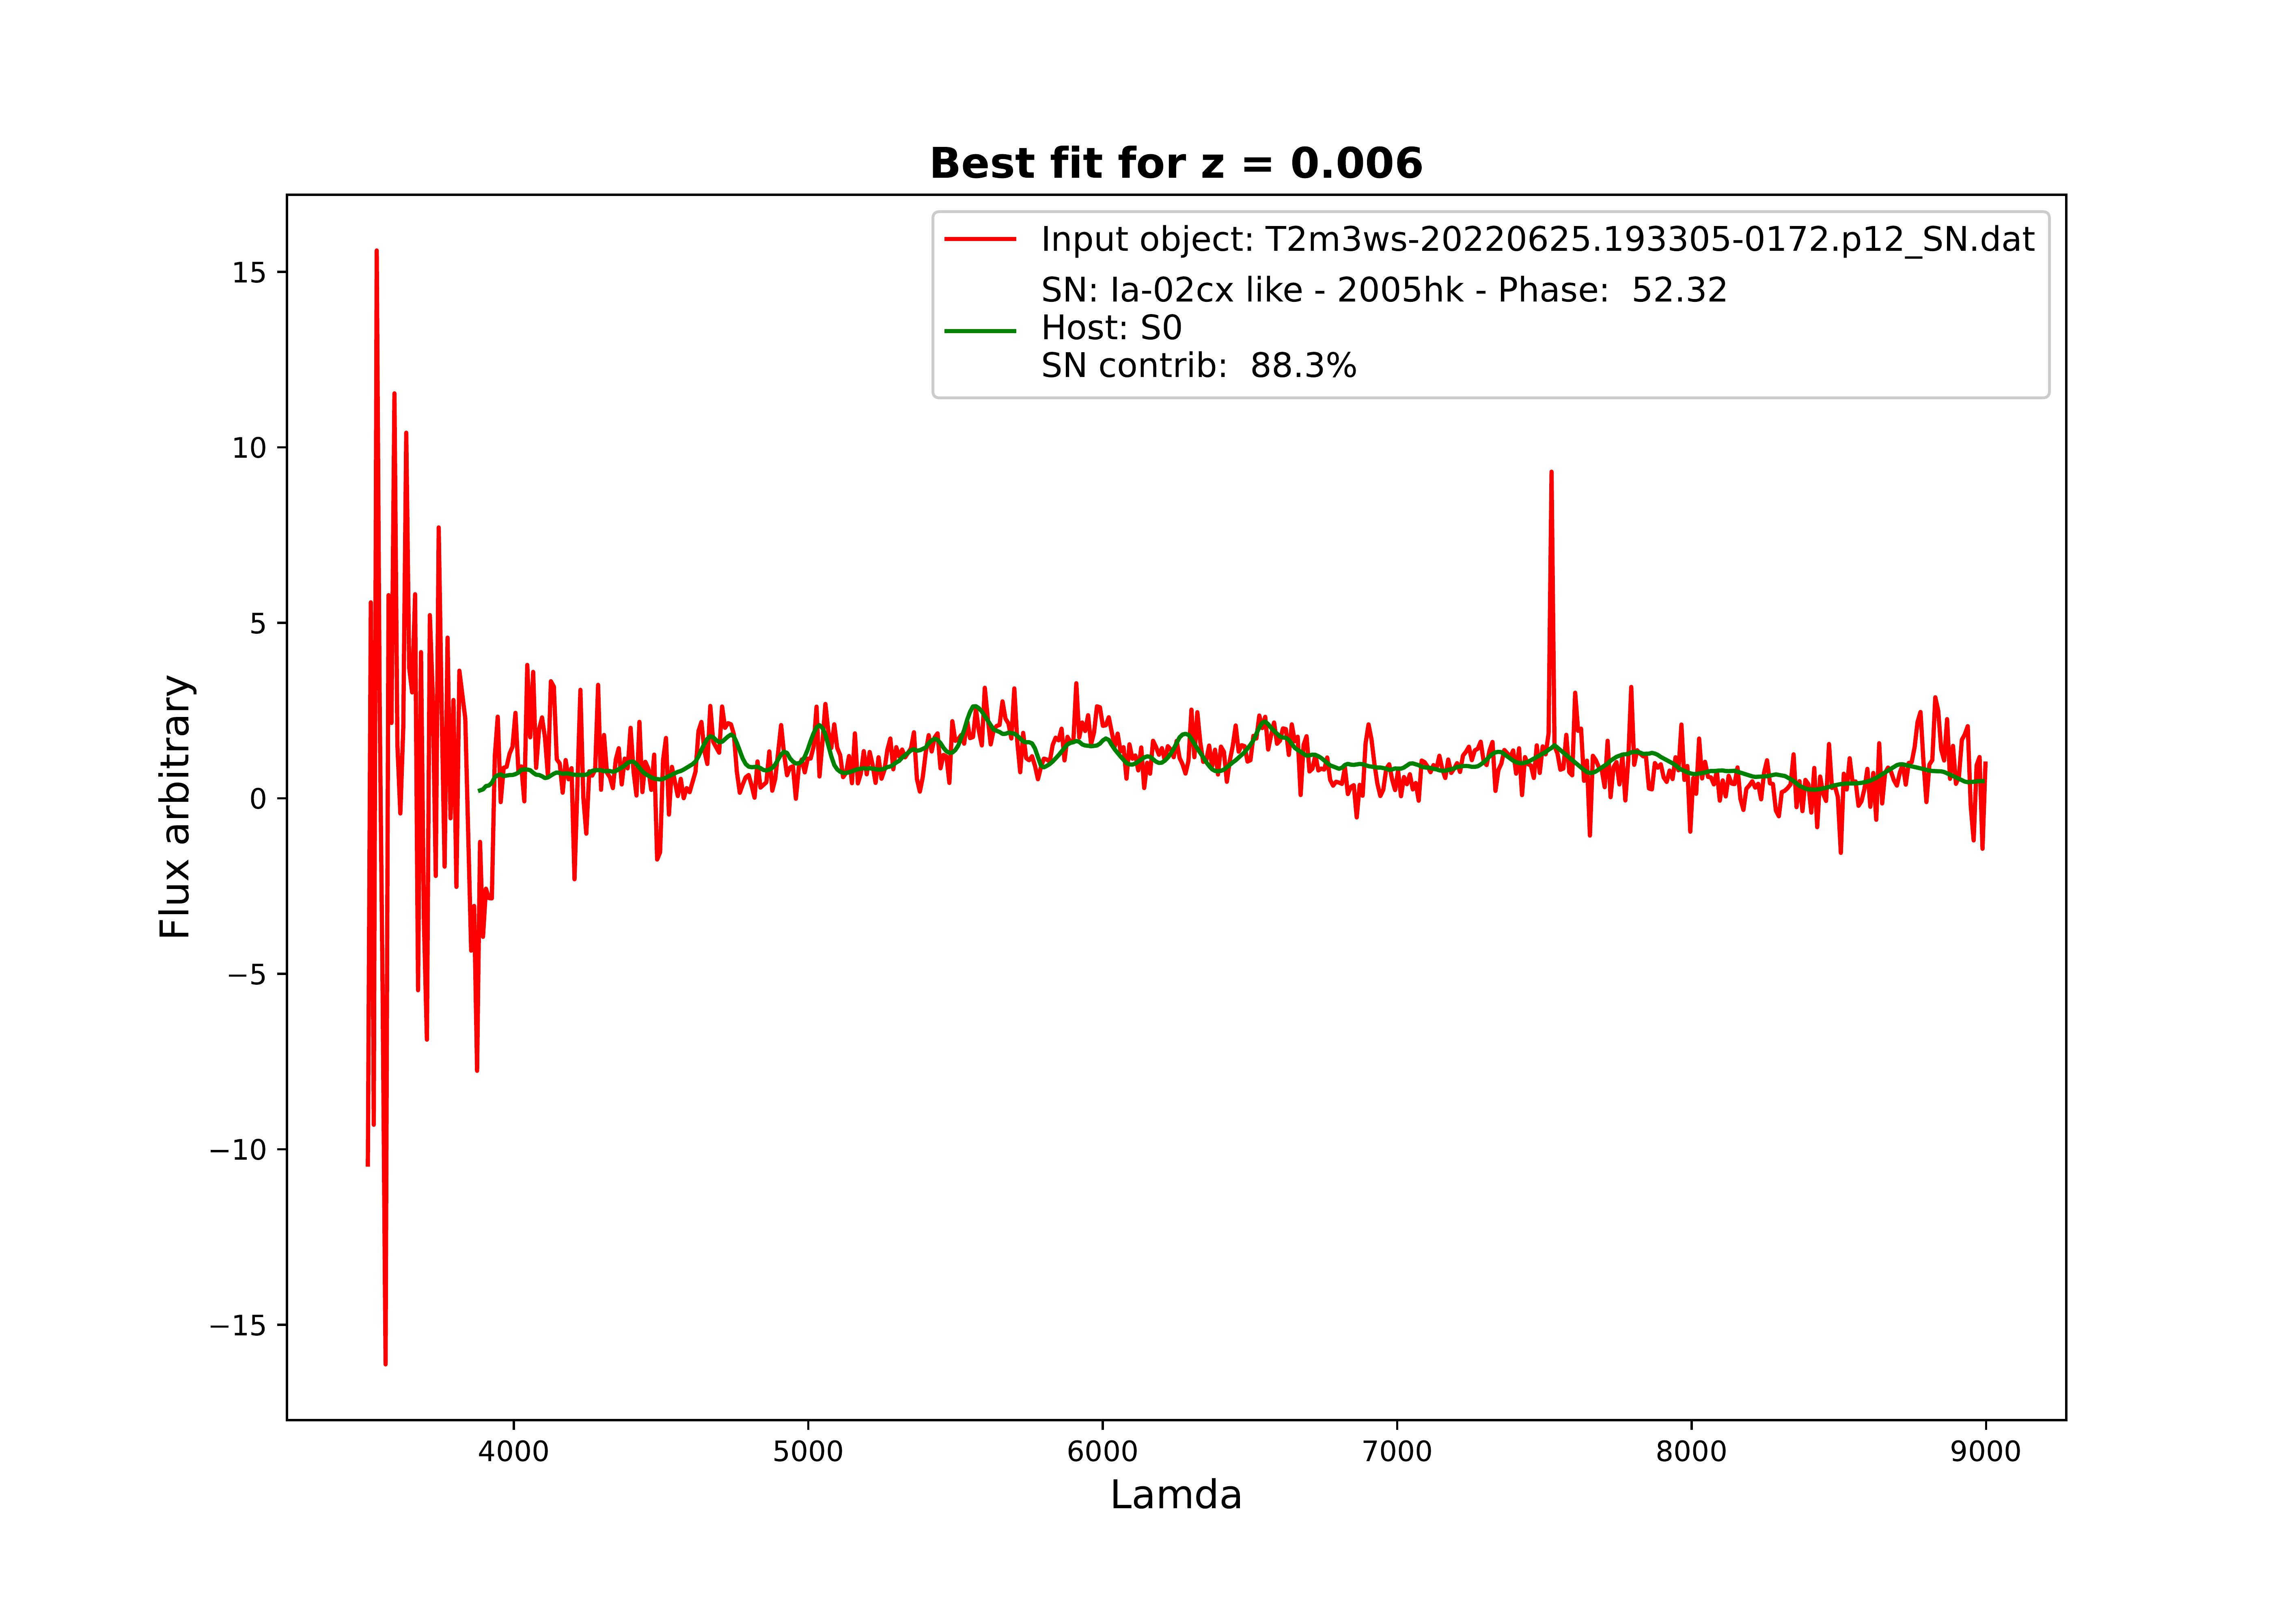 Best fit for z = 0.006
Input object: T2m3ws-20220625.193305-0172.p12_SN.dat
SN: Ia-02cx like - 2005hk - Phase:  52.32
Host: S0
SN contrib:  88.3%
Flux arbitrary
15
10
5
0
−5
−10
−15
4000 5000 6000 7000 8000 9000
Lamda